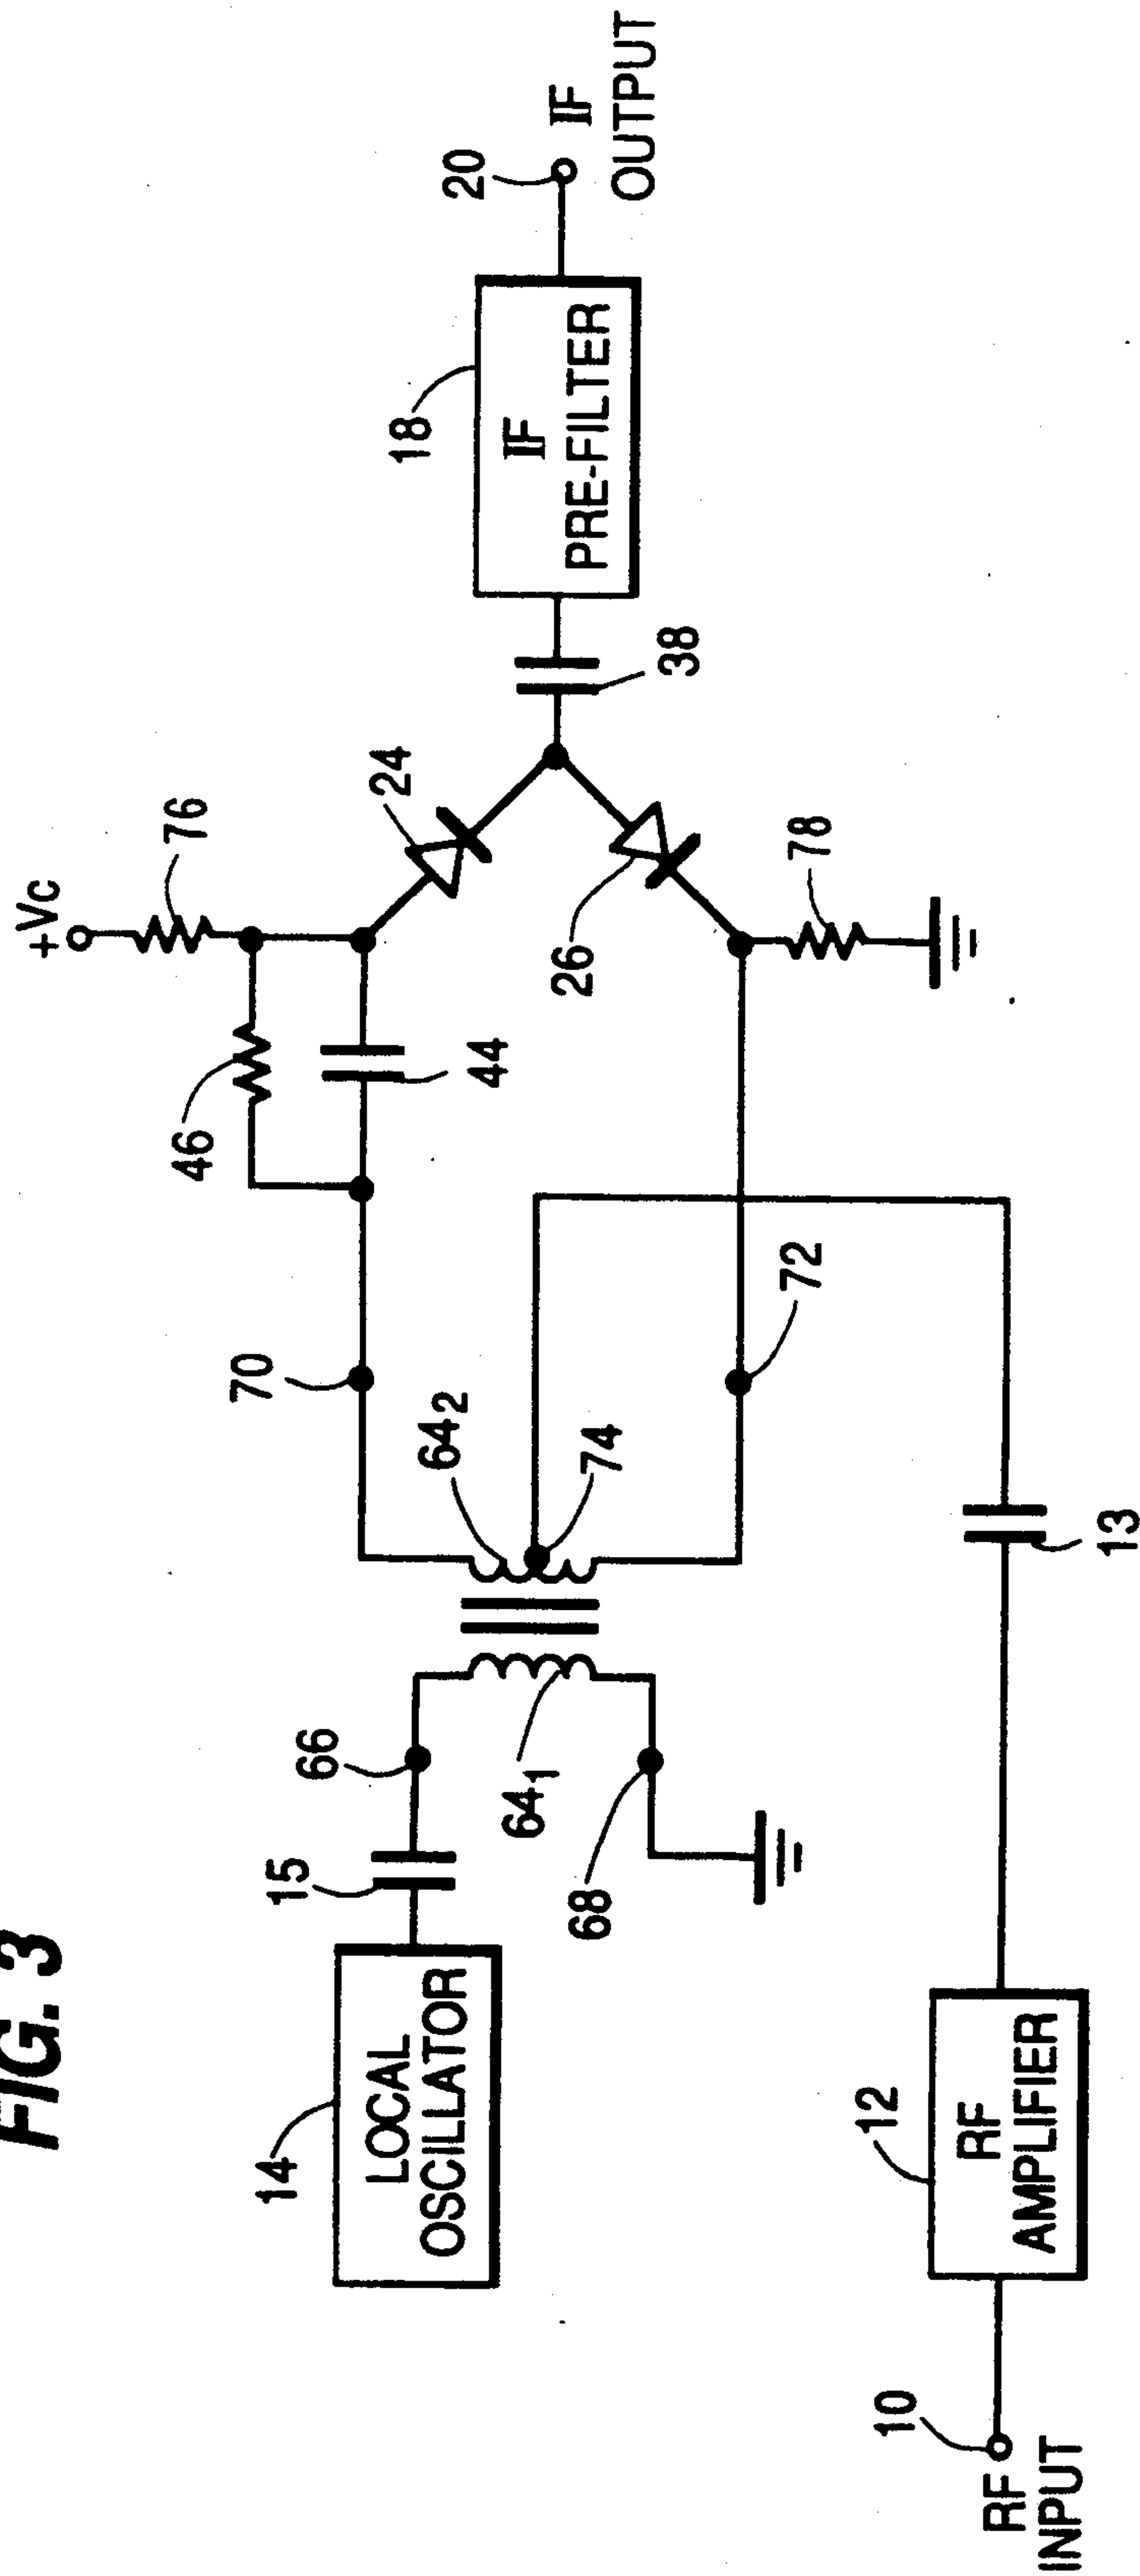 FIG. 3
+Vc
76
46
24
44
70
66
15
14
LOCAL
OSCILLATOR
64₂
74
64₁
68
72
26
78
38
18
IF
PRE-FILTER
20
IF
OUTPUT
13
12
RF
AMPLIFIER
10
RF
INPUT